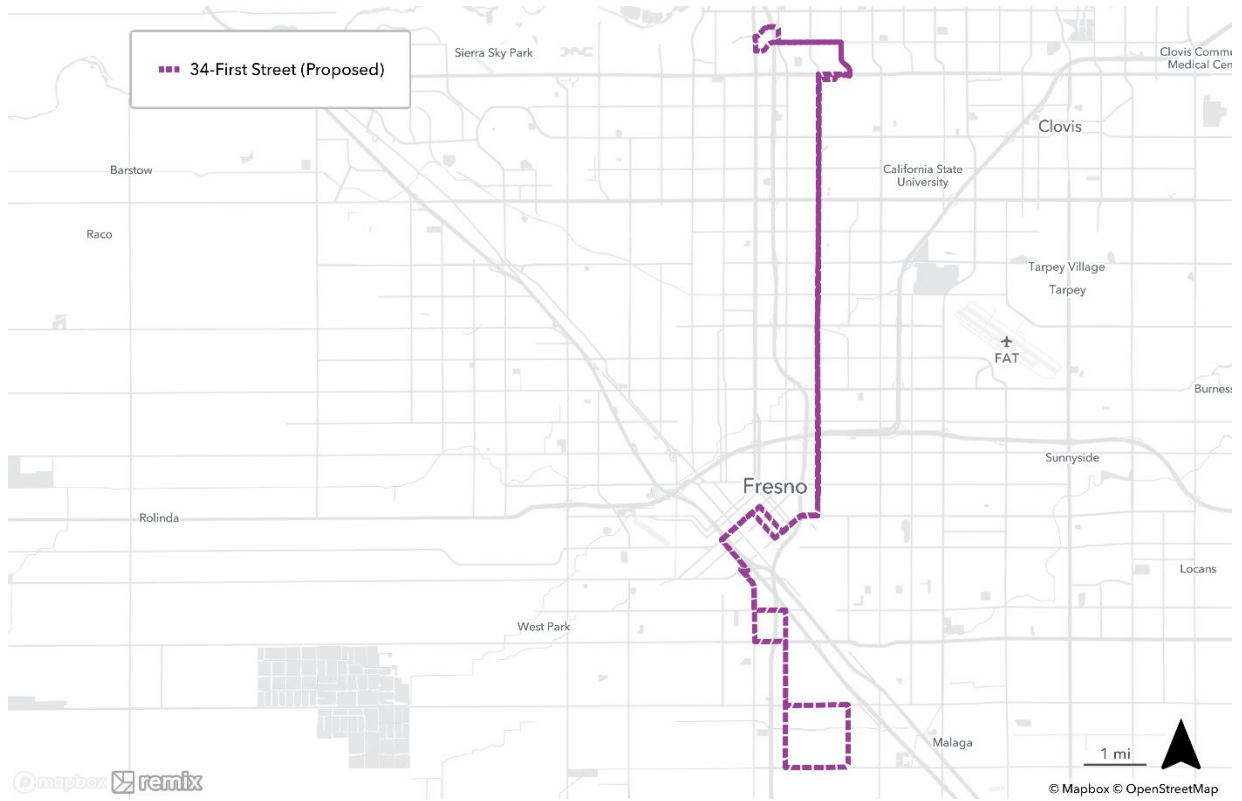 34-First Street (Proposed)
Sierra Sky Park
Clovis Commu
Medical Cen
Clovis
Barstow
California State
University
Raco
Tarpey Village
Tarpey
FAT
Burness
Sunnyside
Fresno
Rolinda
Locans
West Park
Malaga
1 mi
mapbox remix
© Mapbox © OpenStreetMap